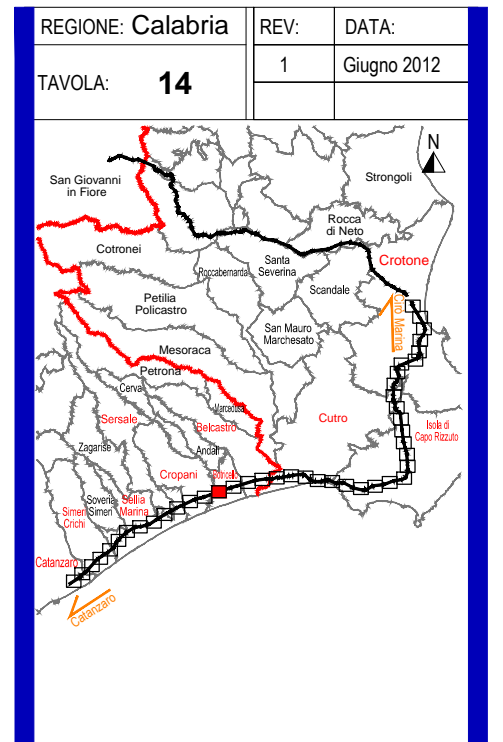 REGIONE: Calabria
REV:
DATA:
TAVOLA: 14
1
Giugno 2012
N
San Giovanni
in Fiore
Strongoli
Rocca
di Neto
Cotronei
Santa
Severina
Crotone
Roccabernarda
Scandale
Petilia
Policastro
Cirò Marina
San Mauro
Marchesato
Mesoraca
Petrona
Cerva
Marcedusa
Sersale
Belcastro
Cutro
Isola di
Capo Rizzuto
Andali
Zagarise
Cropani
Botricello
Soveria
Simeri
Sellia
Marina
Simeri
Crichi
Catanzaro
Catanzaro